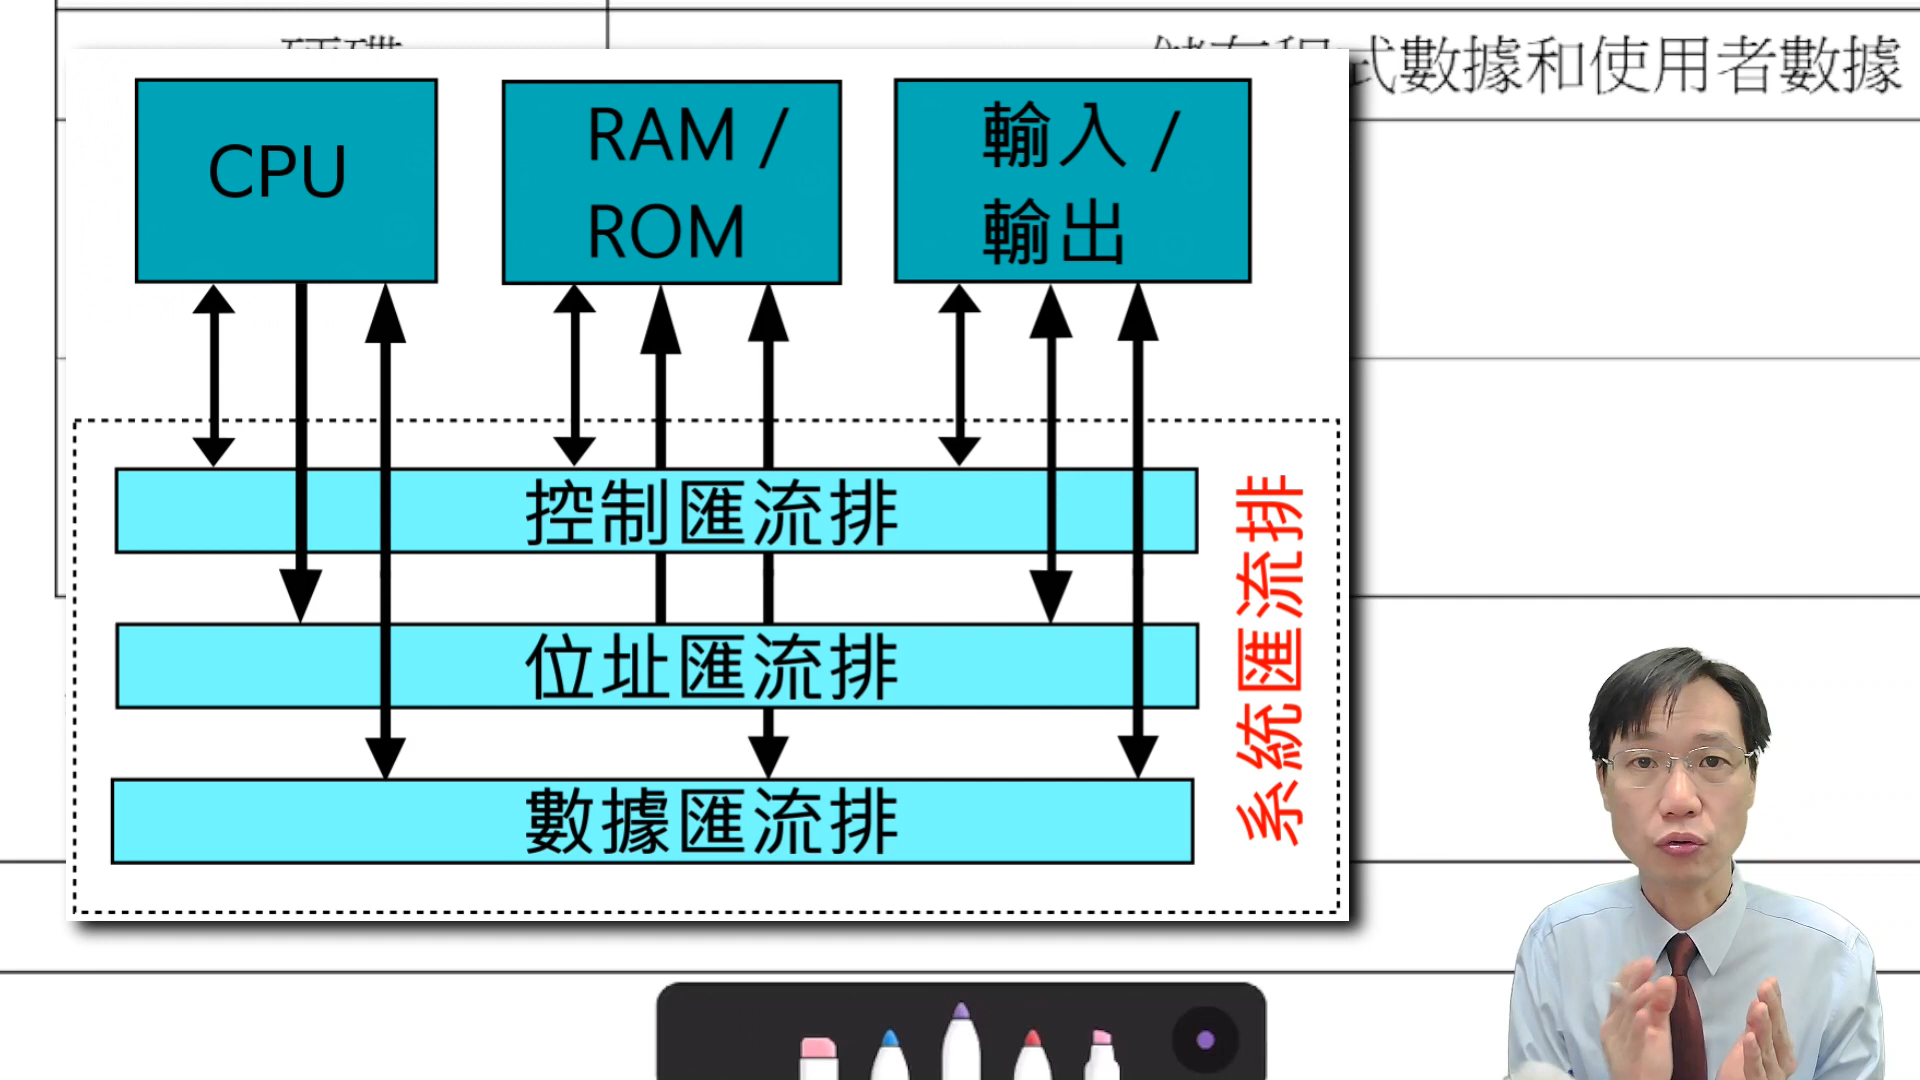 式數據和使用者數據
CPU
RAM /
ROM
輸入 /
輸出
控制匯流排
位址匯流排
數據匯流排
系統匯流排